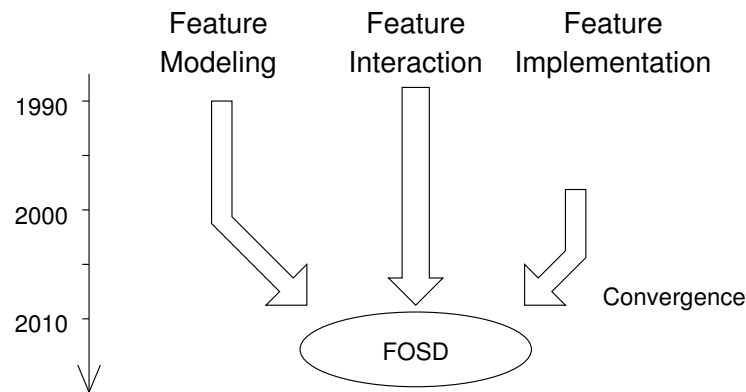 Feature
Modeling
Feature
Interaction
Feature
Implementation
1990
2000
2010
Convergence
FOSD